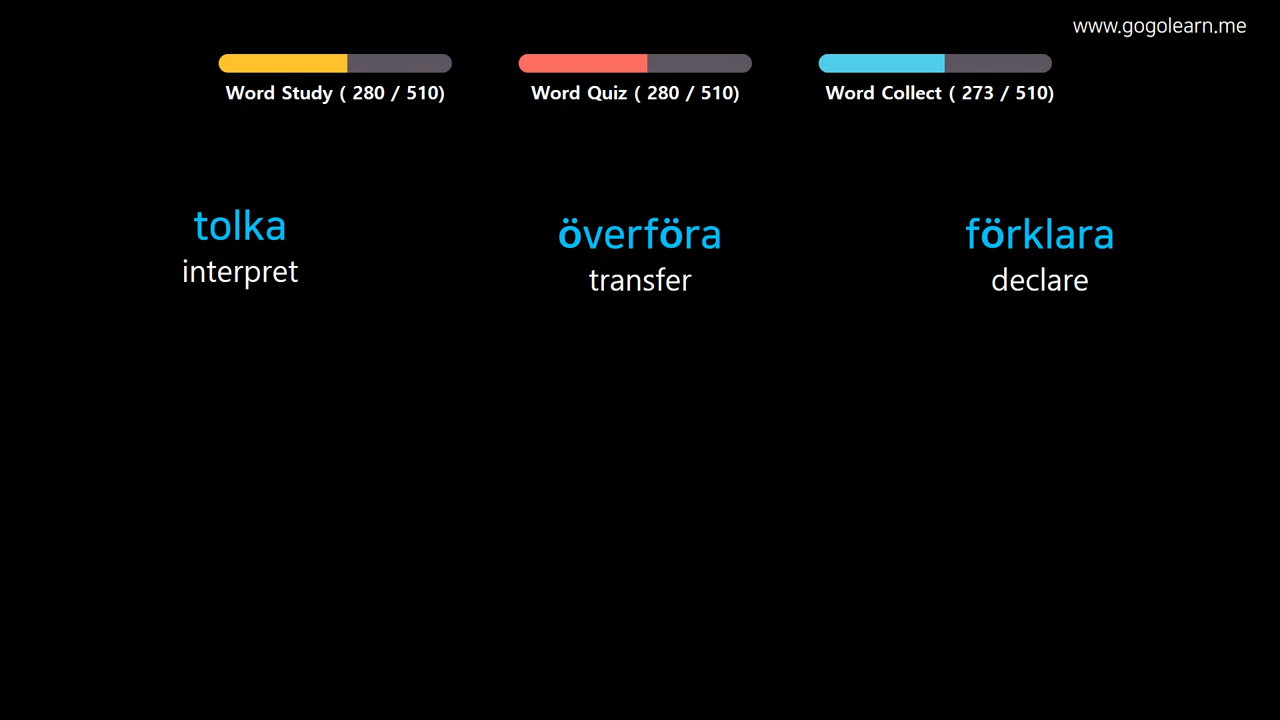 www.gogolearn.me
Word Study ( 280 / 510)
Word Quiz ( 280 / 510)
Word Collect ( 273 / 510)
tolka
interpret
överföra
transfer
förklara
declare